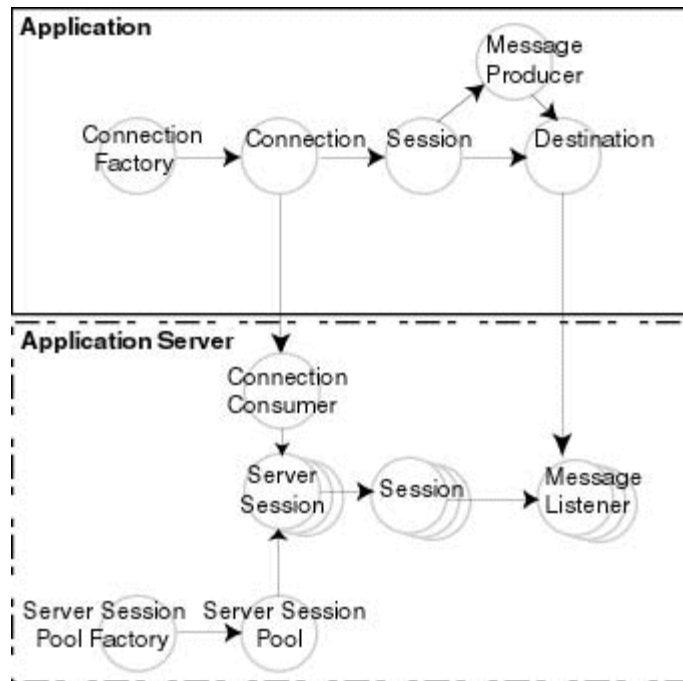 Application
Message
Producer
Connection
Factory
Connection
Session
Destination
Application Server
Connection
Consumer
Server
Session
Session
Message
Listener
Server Session
Pool Factory
Server Session
Pool